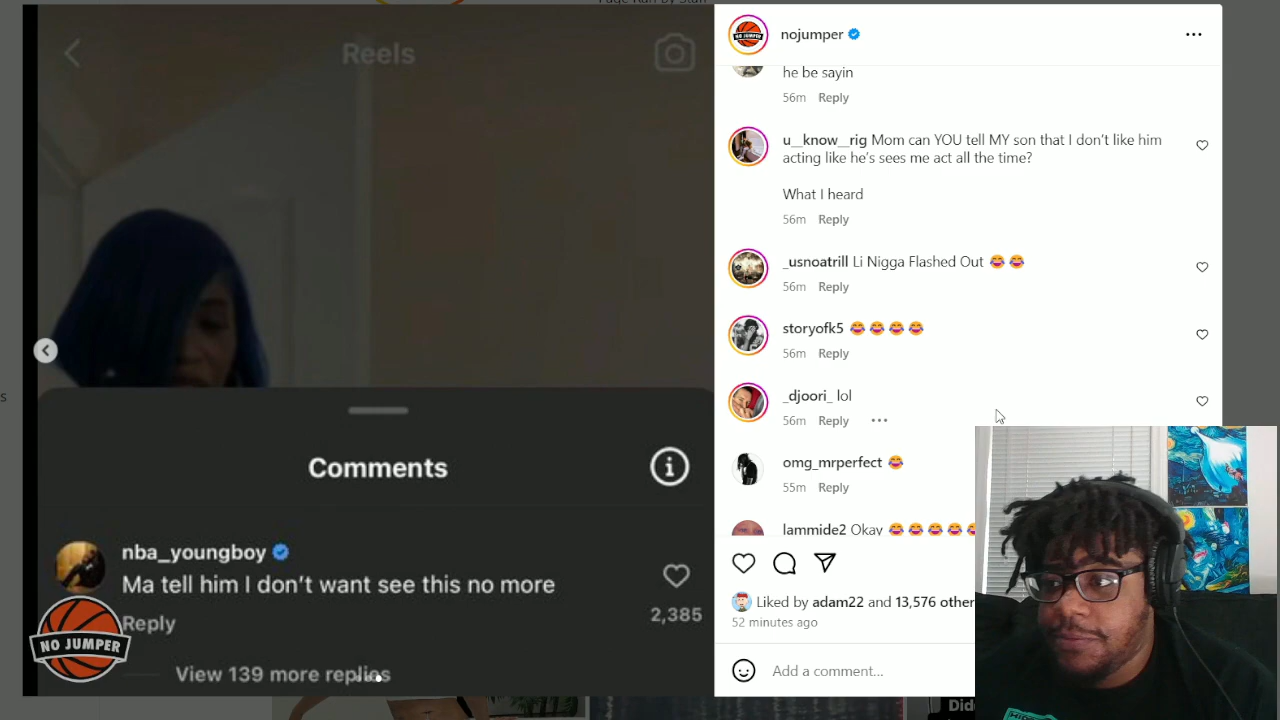 Reels
Comments
nba_youngboy
Ma tell him I don't want see this no more
Reply
2,385
View 139 more replies
NO JUMPER
NO JUMPER
nojumper
he be sayin
56m Reply
u__know__rig Mom can YOU tell MY son that I don't like him
acting like he's sees me act all the time?
What I heard
56m Reply
_usnoatrill Li Nigga Flashed Out 😂 😂
56m Reply
storyofk5 😂 😂 😂 😂
56m Reply
_djoori_ lol
56m Reply
omg_mrperfect 😂
55m Reply
lammide2 Okay 😂 😂 😂 😂 😂
Liked by adam22 and 13,576 other
52 minutes ago
Add a comment...